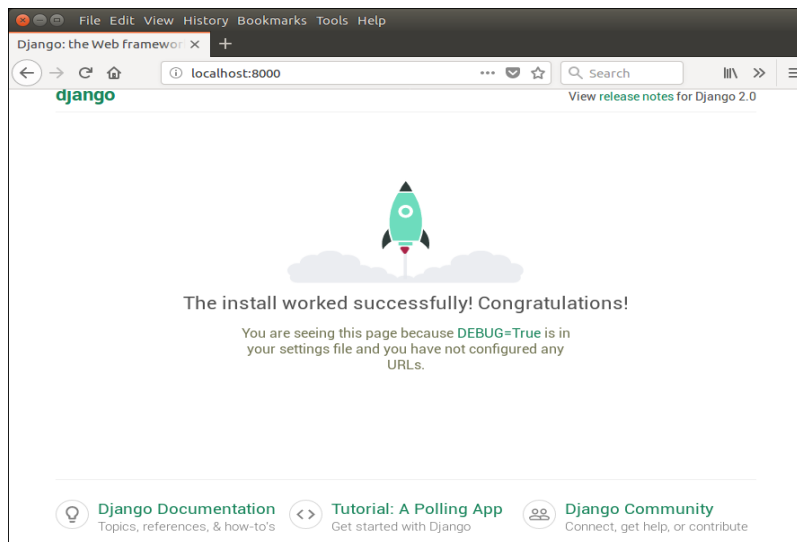 File Edit View History Bookmarks Tools Help
Django: the Web framewor
localhost:8000
Search
django
View release notes for Django 2.0
The install worked successfully! Congratulations!
You are seeing this page because DEBUG=True is in
your settings file and you have not configured any
URLs.
Django Documentation
Topics, references, & how-to's
Tutorial: A Polling App
Get started with Django
Django Community
Connect, get help, or contribute